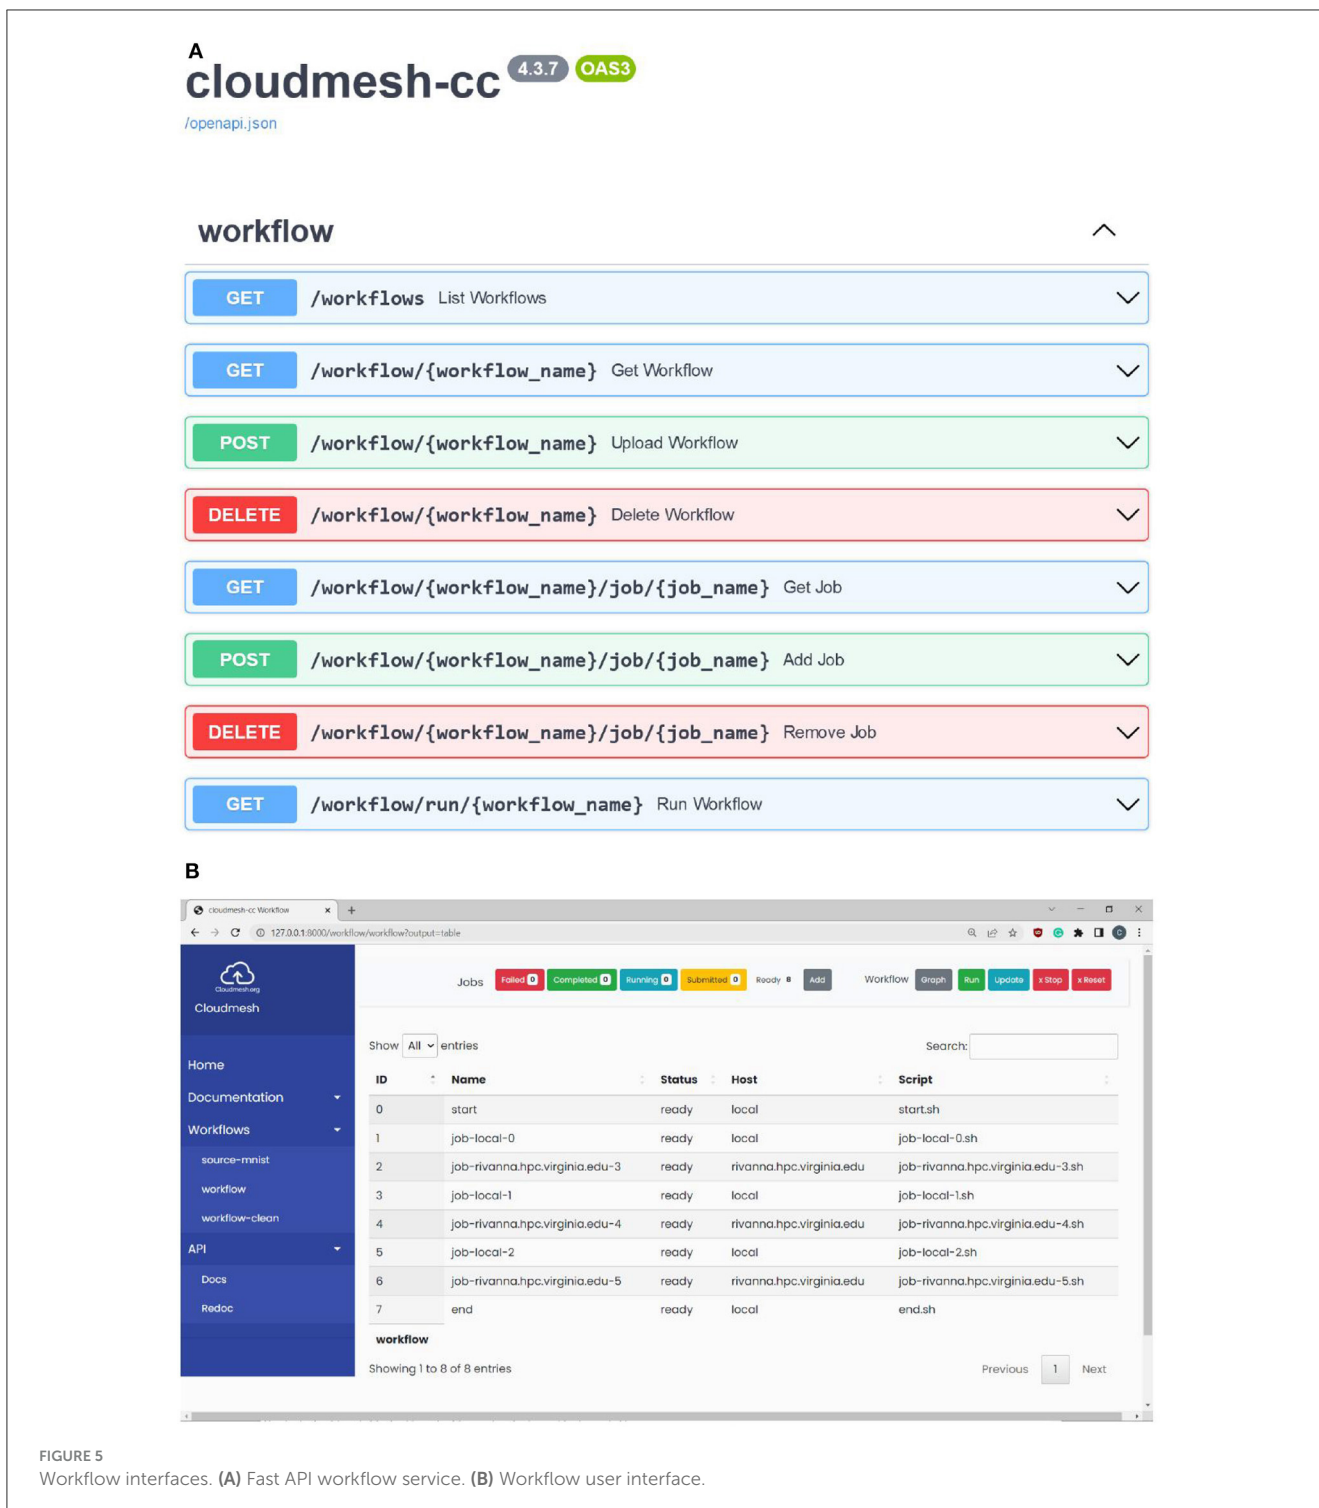 A
cloudmesh-cc 4.3.7 OAS3
/openapi.json
workflow
GET /workflows List Workflows
GET /workflow/{workflow_name} Get Workflow
POST /workflow/{workflow_name} Upload Workflow
DELETE /workflow/{workflow_name} Delete Workflow
GET /workflow/{workflow_name}/job/{job_name} Get Job
POST /workflow/{workflow_name}/job/{job_name} Add Job
DELETE /workflow/{workflow_name}/job/{job_name} Remove Job
GET /workflow/run/{workflow_name} Run Workflow
B
cloudmesh-cc Workflow
127.0.0.1:8000/workflow/workflow?output=table
Cloudmesh.org
Cloudmesh
Home
Documentation
Workflows
source-mnist
workflow
workflow-clean
API
Docs
Redoc
Jobs Failed 0 Completed 0 Running 0 Submitted 0 Ready 8 Add Workflow Graph Run Update x Stop x Reset
Show All entries Search:
ID Name Status Host Script
0 start ready local start.sh
1 job-local-0 ready local job-local-0.sh
2 job-rivanna.hpc.virginia.edu-3 ready rivanna.hpc.virginia.edu job-rivanna.hpc.virginia.edu-3.sh
3 job-local-1 ready local job-local-1.sh
4 job-rivanna.hpc.virginia.edu-4 ready rivanna.hpc.virginia.edu job-rivanna.hpc.virginia.edu-4.sh
5 job-local-2 ready local job-local-2.sh
6 job-rivanna.hpc.virginia.edu-5 ready rivanna.hpc.virginia.edu job-rivanna.hpc.virginia.edu-5.sh
7 end ready local end.sh
workflow
Showing 1 to 8 of 8 entries Previous 1 Next
FIGURE 5
Workflow interfaces. (A) Fast API workflow service. (B) Workflow user interface.